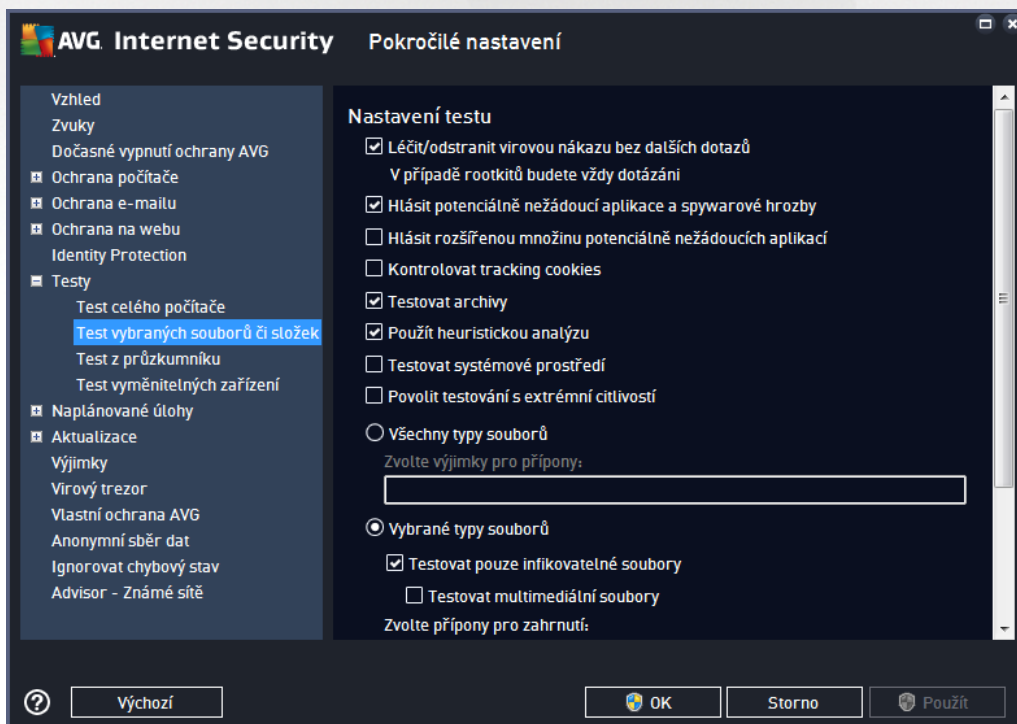 AVG. Internet Security Pokročilé nastavení
Vzhled
Zvuky
Dočasné vypnutí ochrany AVG
Ochrana počítače
Ochrana e-mailu
Ochrana na webu
Identity Protection
Testy
Test celého počítače
Test vybraných souborů či složek
Test z průzkumníku
Test vyměnitelných zařízení
Naplánované úlohy
Aktualizace
Výjimky
Virový trezor
Vlastní ochrana AVG
Anonymní sběr dat
Ignorovat chybový stav
Advisor - Známé sítě
Nastavení testu
Léčit/odstranit virovou nákazu bez dalších dotazů
V případě rootkitů budete vždy dotázáni
Hlásit potenciálně nežádoucí aplikace a spywarové hrozby
Hlásit rozšířenou množinu potenciálně nežádoucích aplikací
Kontrolovat tracking cookies
Testovat archivy
Použít heuristickou analýzu
Testovat systémové prostředí
Povolit testování s extrémní citlivostí
Všechny typy souborů
Zvolte výjimky pro přípony:
Vybrané typy souborů
Testovat pouze infikovatelné soubory
Testovat multimediální soubory
Zvolte přípony pro zahrnutí:
? Výchozí OK Storno Použít